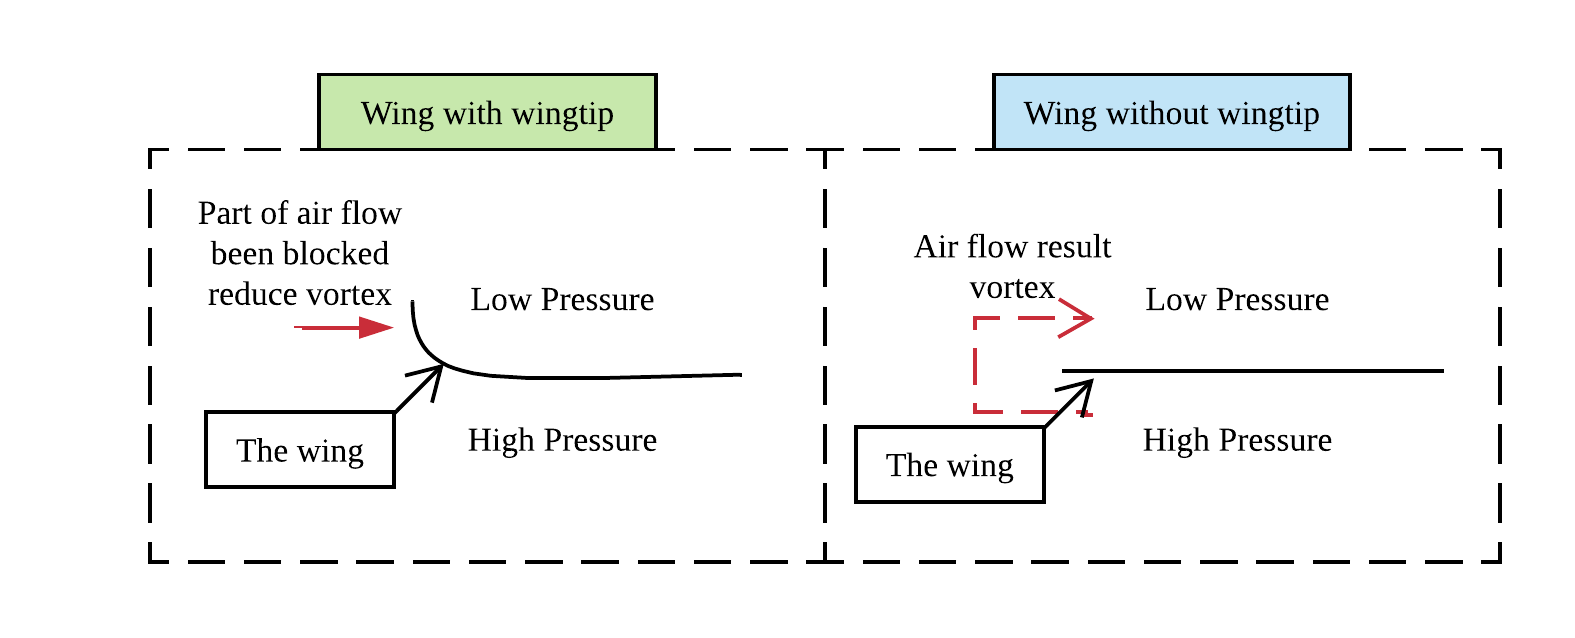 Wing with wingtip
Wing without wingtip
Part of air flow
been blocked
reduce vortex
Low Pressure
The wing
High Pressure
Air flow result
vortex
Low Pressure
The wing
High Pressure